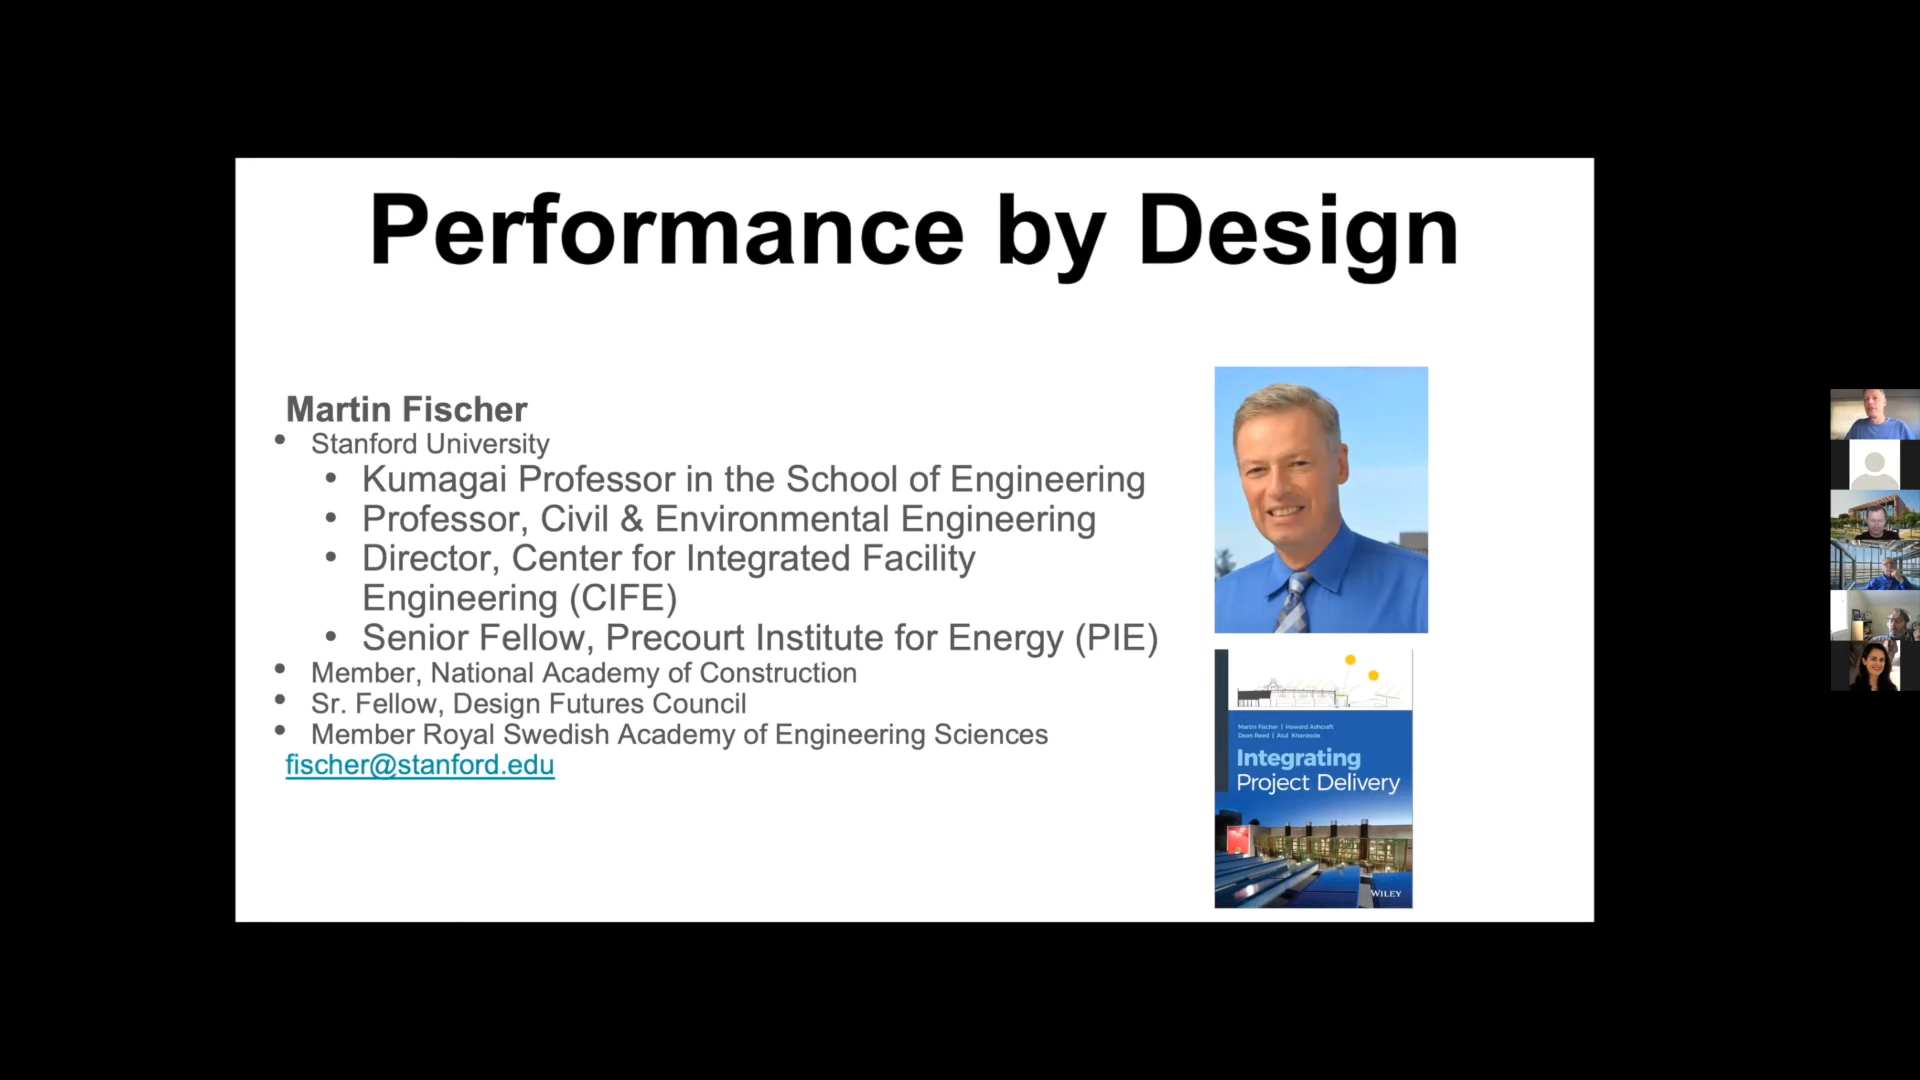 Performance by Design
Martin Fischer
• Stanford University
• Kumagai Professor in the School of Engineering
• Professor, Civil & Environmental Engineering
• Director, Center for Integrated Facility
Engineering (CIFE)
• Senior Fellow, Precourt Institute for Energy (PIE)
• Member, National Academy of Construction
• Sr. Fellow, Design Futures Council
• Member Royal Swedish Academy of Engineering Sciences
fischer@stanford.edu
Martin Fischer | Howard Ashcraft
Dean Reed | Atul Khanzode
Integrating
Project Delivery
WILEY